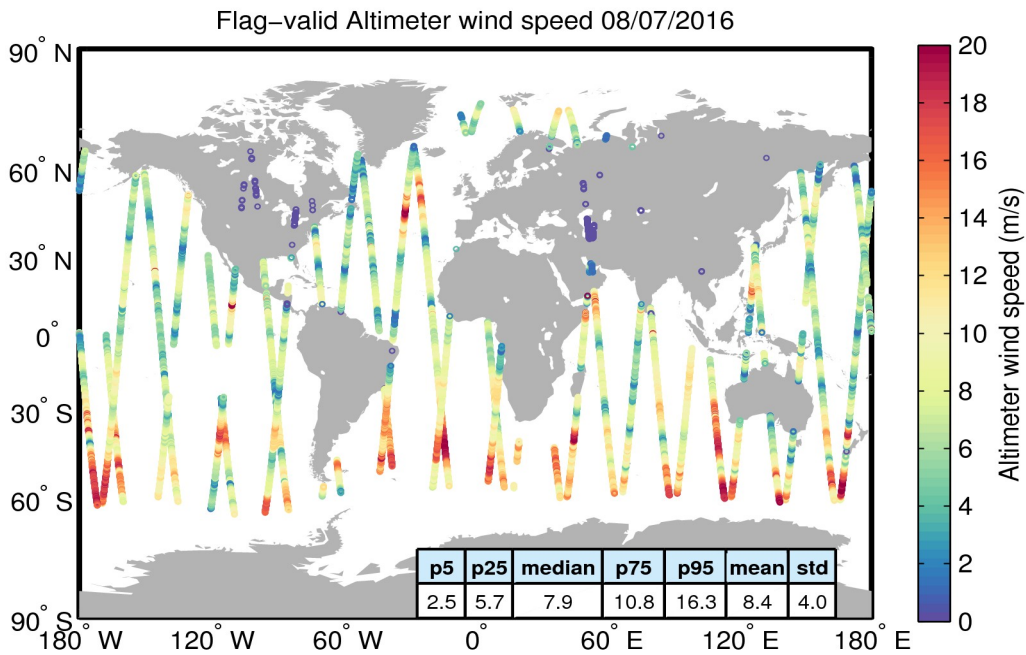 Flag−valid Altimeter wind speed 08/07/2016
90° N
60° N
30° N
0°
30° S
60° S
90° S
180° W
120° W
60° W
0°
60° E
120° E
180° E
p5 p25 median p75 p95 mean std
2.5 5.7 7.9 10.8 16.3 8.4 4.0
20
18
16
14
12
10
8
6
4
2
0
Altimeter wind speed (m/s)